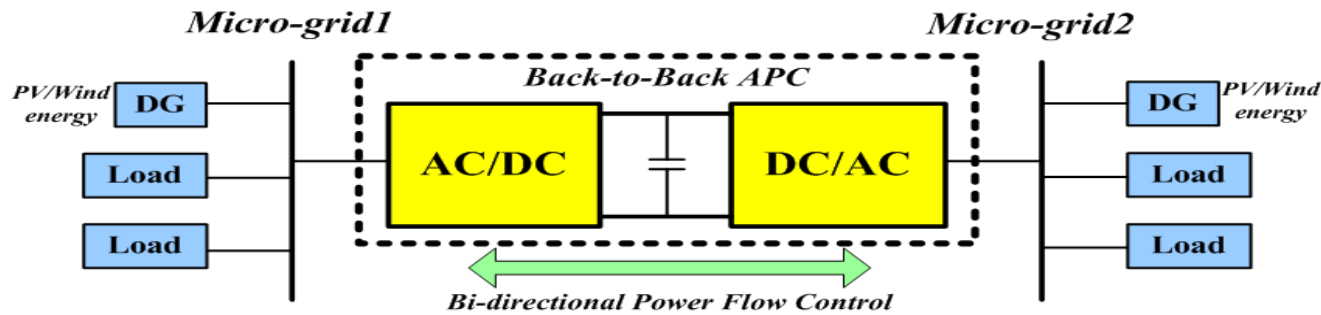 Micro-grid1
Micro-grid2
Back-to-Back APC
PV/Wind
energy
DG
AC/DC
DC/AC
DG
PV/Wind
energy
Load
Load
Load
Load
Bi-directional Power Flow Control